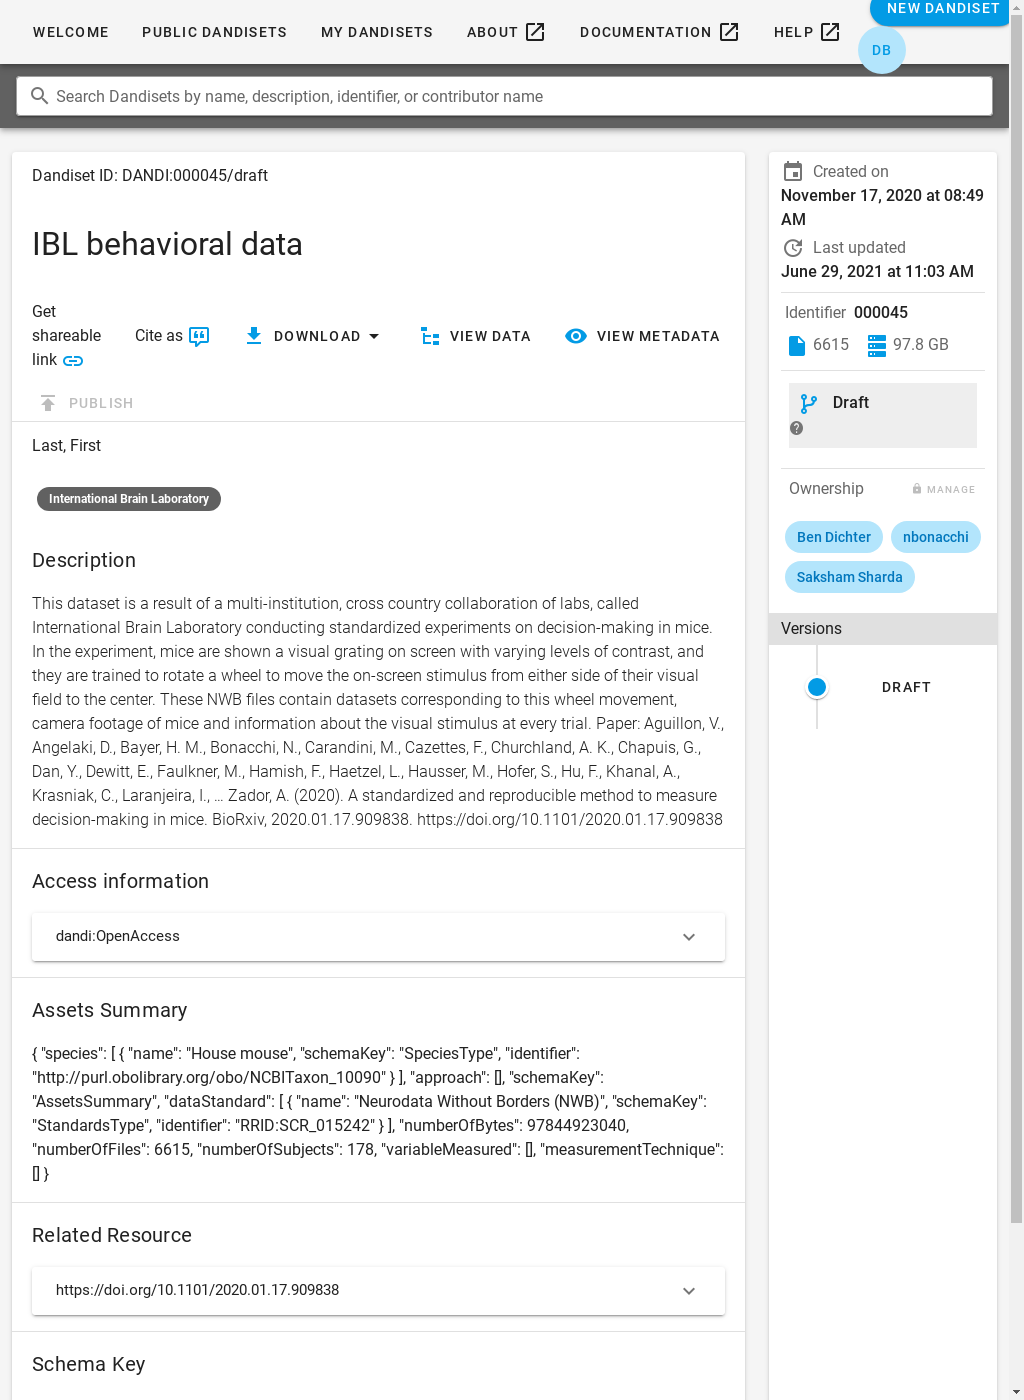 WELCOME PUBLIC DANDISETS MY DANDISETS ABOUT DOCUMENTATION HELP NEW DANDISET
DB
Search Dandisets by name, description, identifier, or contributor name
Dandiset ID: DANDI:000045/draft
IBL behavioral data
Get shareable link
Cite as
DOWNLOAD
VIEW DATA
VIEW METADATA
PUBLISH
Last, First
International Brain Laboratory
Description
This dataset is a result of a multi-institution, cross country collaboration of labs, called
International Brain Laboratory conducting standardized experiments on decision-making in mice.
In the experiment, mice are shown a visual grating on screen with varying levels of contrast, and
they are trained to rotate a wheel to move the on-screen stimulus from either side of their visual
field to the center. These NWB files contain datasets corresponding to this wheel movement,
camera footage of mice and information about the visual stimulus at every trial. Paper: Aguillon, V.,
Angelaki, D., Bayer, H. M., Bonacchi, N., Carandini, M., Cazettes, F., Churchland, A. K., Chapuis, G.,
Dan, Y., Dewitt, E., Faulkner, M., Hamish, F., Haetzel, L., Hausser, M., Hofer, S., Hu, F., Khanal, A.,
Krasniak, C., Laranjeira, I., … Zador, A. (2020). A standardized and reproducible method to measure
decision-making in mice. BioRxiv, 2020.01.17.909838. https://doi.org/10.1101/2020.01.17.909838
Access information
dandi:OpenAccess
Assets Summary
{ "species": [ { "name": "House mouse", "schemaKey": "SpeciesType", "identifier":
"http://purl.obolibrary.org/obo/NCBITaxon_10090" } ], "approach": [], "schemaKey":
"AssetsSummary", "dataStandard": [ { "name": "Neurodata Without Borders (NWB)", "schemaKey":
"StandardsType", "identifier": "RRID:SCR_015242" } ], "numberOfBytes": 97844923040,
"numberOfFiles": 6615, "numberOfSubjects": 178, "variableMeasured": [], "measurementTechnique":
[] }
Related Resource
https://doi.org/10.1101/2020.01.17.909838
Schema Key
Created on
November 17, 2020 at 08:49
AM
Last updated
June 29, 2021 at 11:03 AM
Identifier 000045
6615 97.8 GB
Draft
Ownership MANAGE
Ben Dichter nbonacchi
Saksham Sharda
Versions
DRAFT